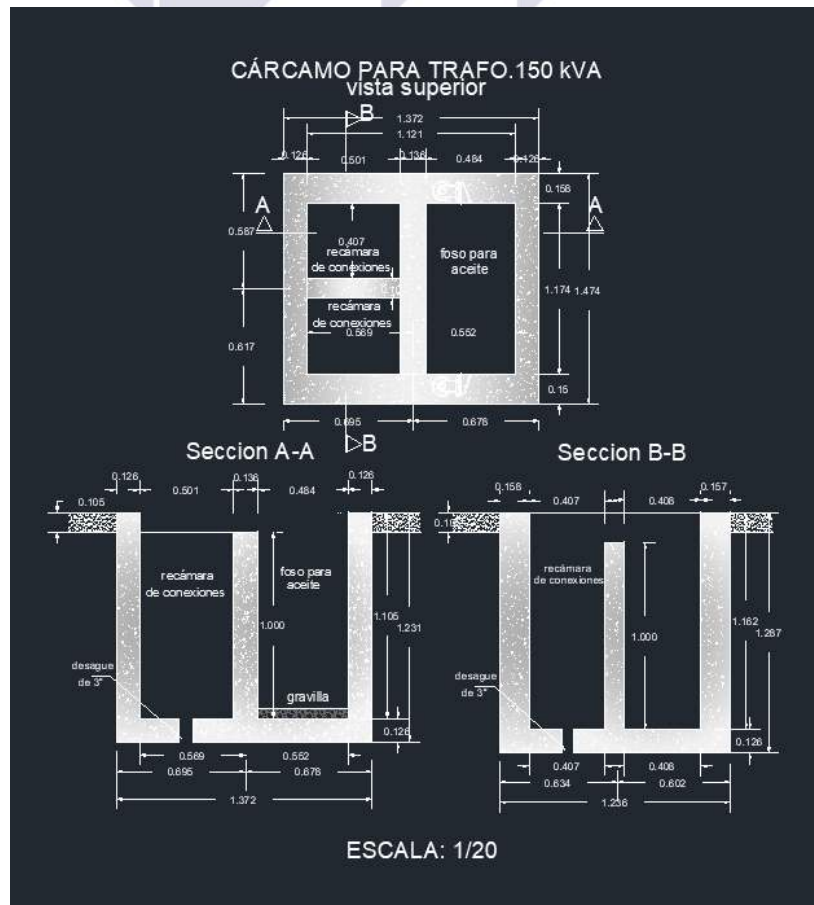 CÁRCAMO PARA TRAFO.150 kVA
vista superior
B
1.372
1.121
0.126 0.501 0.136 0.484 0.126
0.158
A A
0.587
0.407
recámara
de conexiones
foso para
aceite
1.174 1.474
recámara
de conexiones
0.569 0.552
0.617
0.15
0.695 0.678
B
Seccion A-A
Seccion B-B
0.126 0.136 0.126
0.501 0.484
0.105
0.158 0.157
0.407 0.408
recámara
de conexiones
foso para
aceite
recámara
de conexiones
1.000
1.105
1.231
1.000
1.162
1.287
desague
de 3"
gravilla
desague
de 3"
0.126
0.126
0.569 0.552
0.695 0.678
1.372
0.407 0.408
0.634 0.602
1.236
ESCALA: 1/20